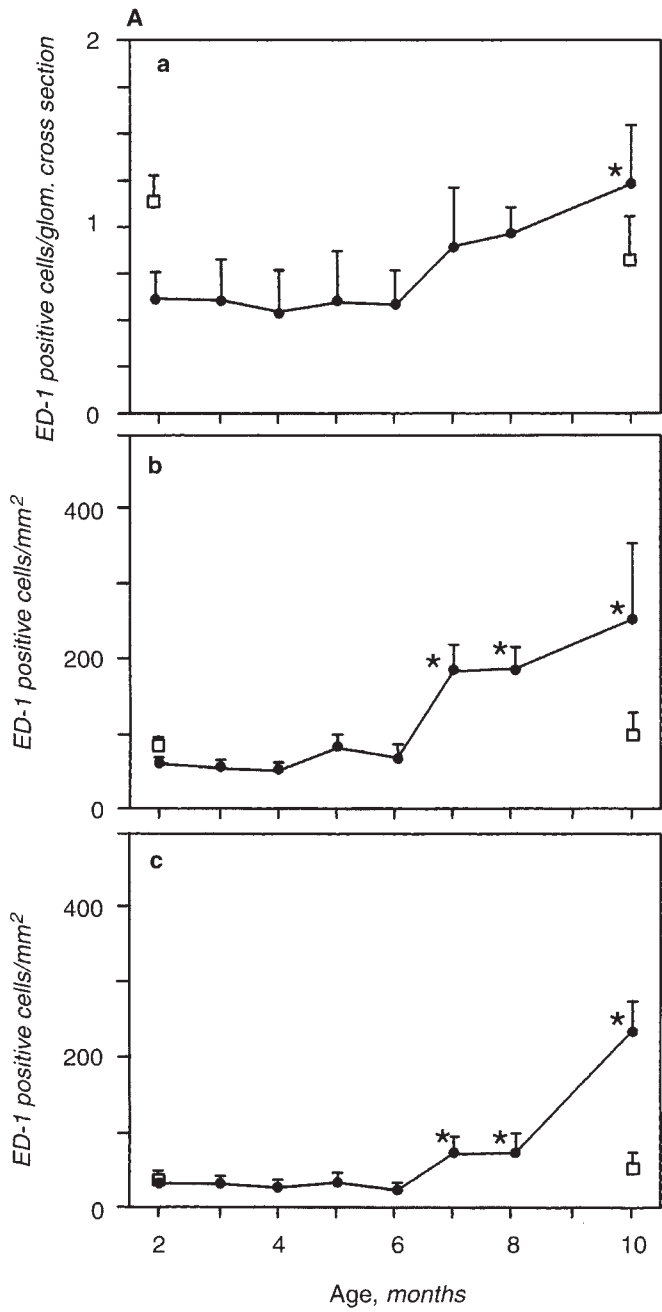 A
a
ED-1 positive cells/glom. cross section
2
1
0
*
b
ED-1 positive cells/mm²
400
200
0
* * *
c
ED-1 positive cells/mm²
400
200
0
* * *
2 4 6 8 10
Age, months